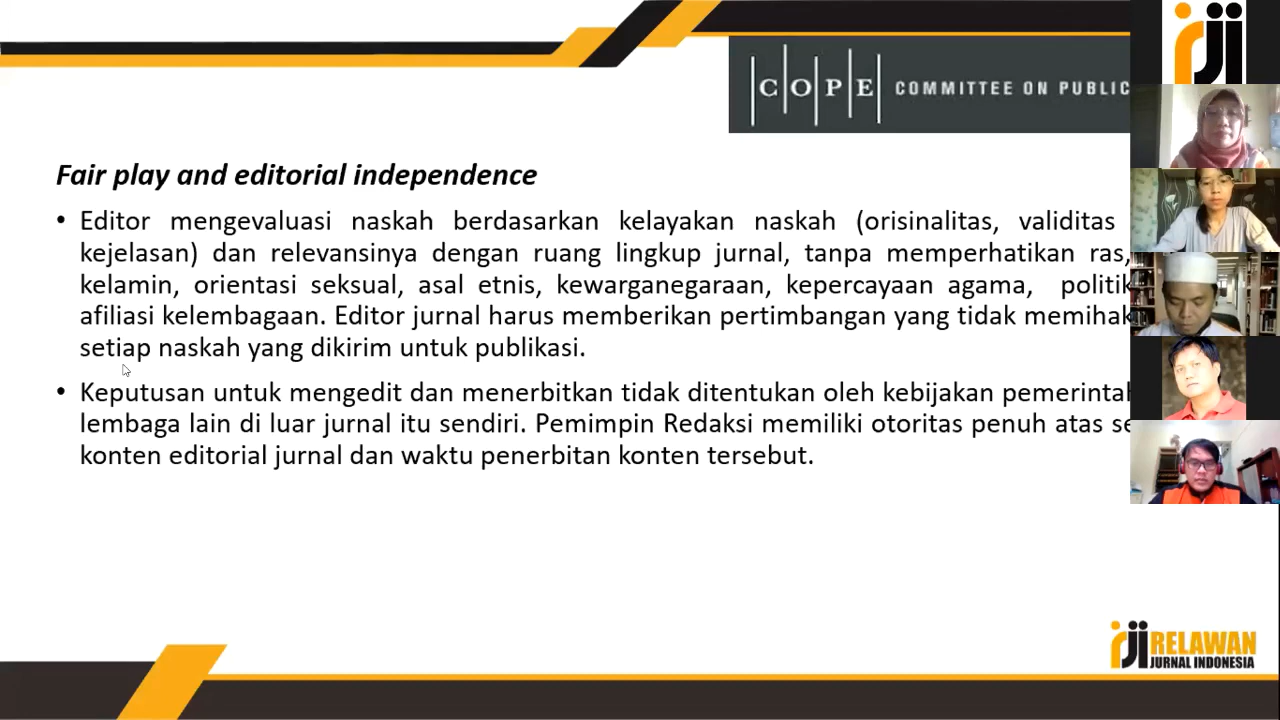 COPE COMMITTEE ON PUBLIC
Fair play and editorial independence
• Editor mengevaluasi naskah berdasarkan kelayakan naskah (orisinalitas, validitas
kejelasan) dan relevansinya dengan ruang lingkup jurnal, tanpa memperhatikan ras,
kelamin, orientasi seksual, asal etnis, kewarganegaraan, kepercayaan agama, politik
afiliasi kelembagaan. Editor jurnal harus memberikan pertimbangan yang tidak memihak
setiap naskah yang dikirim untuk publikasi.
• Keputusan untuk mengedit dan menerbitkan tidak ditentukan oleh kebijakan pemerintah
lembaga lain di luar jurnal itu sendiri. Pemimpin Redaksi memiliki otoritas penuh atas se
konten editorial jurnal dan waktu penerbitan konten tersebut.
rji
rji RELAWAN
JURNAL INDONESIA